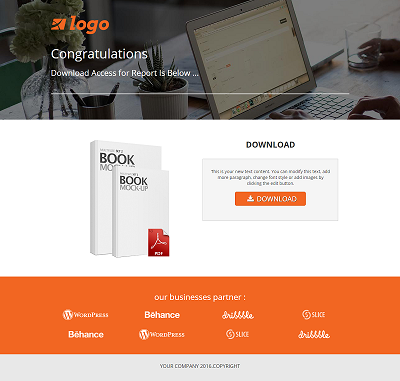 logo
Congratulations
Download Access for Report Is Below ...
DOWNLOAD
BOOK
MOCK-UP
BOOK
MOCK-UP
PDF
This is your new text content. You can modify this text, add
more paragraph, change font style or add images by
clicking the edit button.
DOWNLOAD
our businesses partner :
WORDPRESS
Bēhance
dribbble
SLICE
Bēhance
WORDPRESS
SLICE
dribbble
YOUR COMPANY 2016.COPYRIGHT